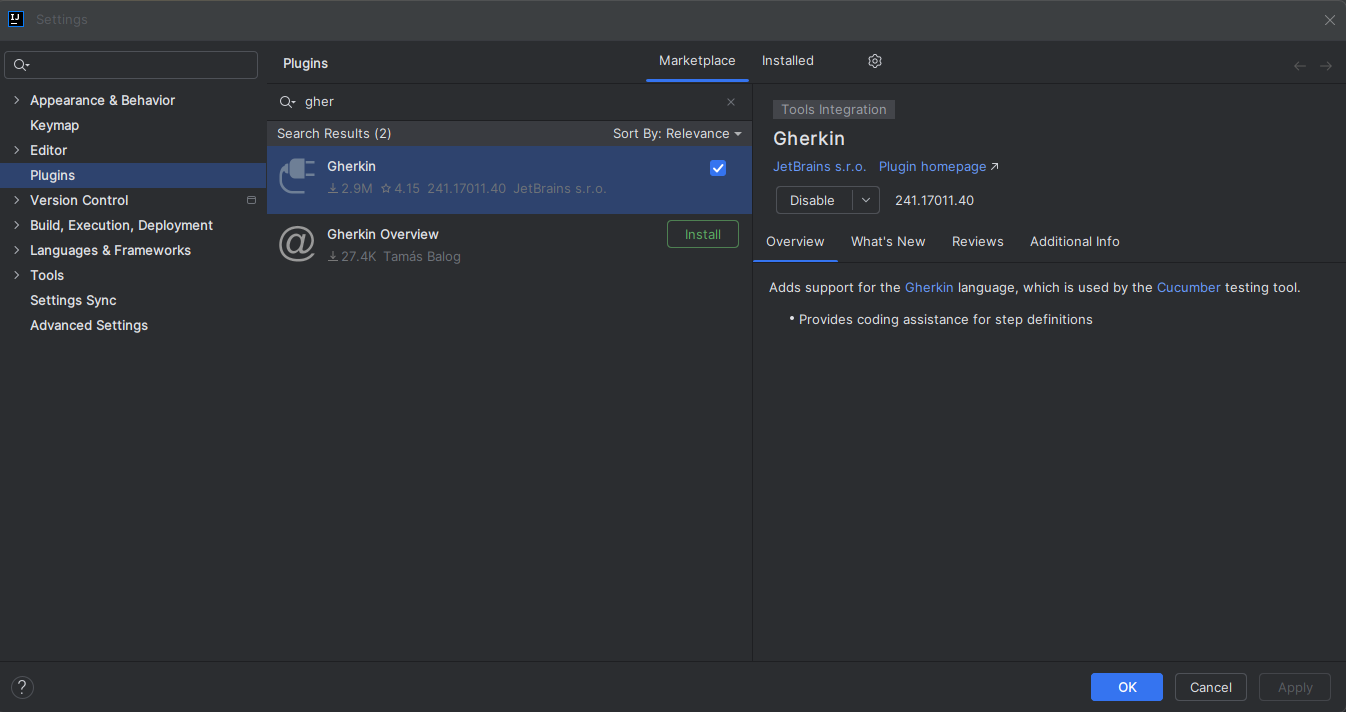 IJ
Settings
Appearance & Behavior
Keymap
Editor
Plugins
Version Control
Build, Execution, Deployment
Languages & Frameworks
Tools
Settings Sync
Advanced Settings
Plugins
Marketplace
Installed
gher
Search Results (2)
Sort By: Relevance
Gherkin
2.9M 4.15 241.17011.40 JetBrains s.r.o.
@
Gherkin Overview
Install
27.4K Tamás Balog
Tools Integration
Gherkin
JetBrains s.r.o. Plugin homepage
Disable
241.17011.40
Overview
What's New
Reviews
Additional Info
Adds support for the Gherkin language, which is used by the Cucumber testing tool.
• Provides coding assistance for step definitions
?
OK
Cancel
Apply